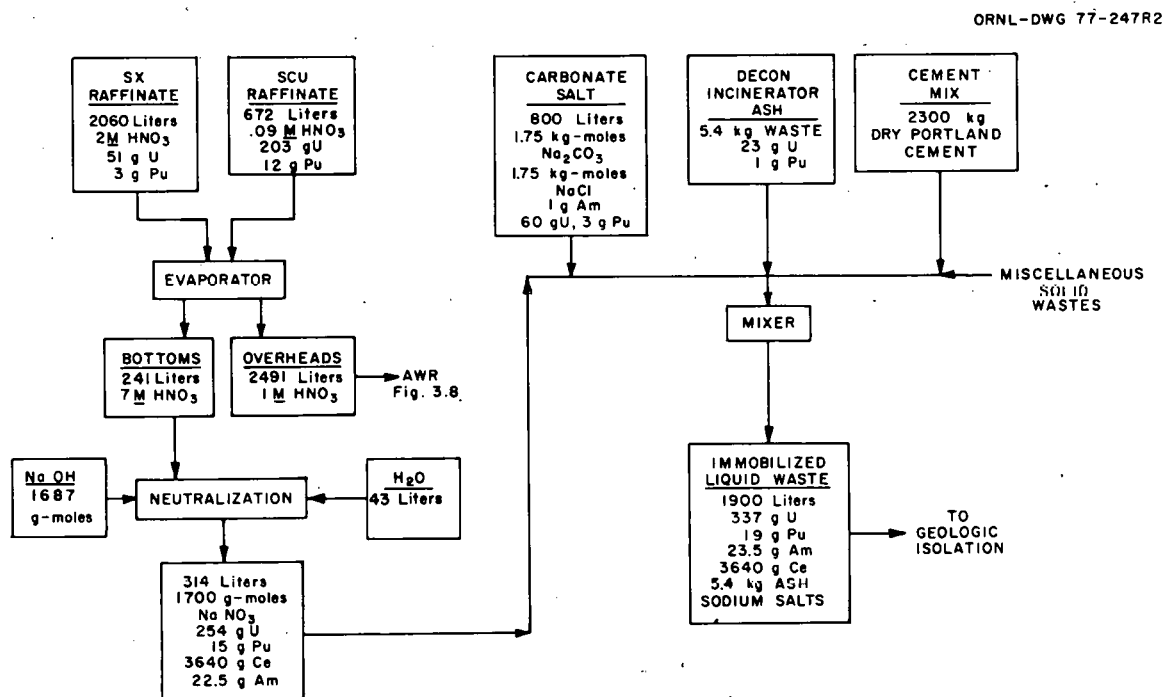 ORNL-DWG 77-247R2
SX
RAFFINATE
2060 Liters
2M HNO3
51 g U
3 g Pu
SCU
RAFFINATE
672 Liters
.09 M HNO3
203 gU
12 g Pu
CARBONATE
SALT
800 Liters
1.75 kg-moles
Na2CO3
1.75 kg-moles
NaCl
1 g Am
60 gU, 3 g Pu
DECON
INCINERATOR
ASH
5.4 kg WASTE
23 g U
1 g Pu
CEMENT
MIX
2300 kg
DRY PORTLAND
CEMENT
EVAPORATOR
MISCELLANEOUS
SOLID
WASTES
MIXER
BOTTOMS
241 Liters
7M HNO3
OVERHEADS
2491 Liters
1 M HNO3
AWR
Fig. 3.8
Na OH
1687
g-moles
NEUTRALIZATION
H2O
43 Liters
IMMOBILIZED
LIQUID WASTE
1900 Liters
337 g U
19 g Pu
23.5 g Am
3640 g Ce
5.4 kg ASH
SODIUM SALTS
TO
GEOLOGIC
ISOLATION
314 Liters
1700 g-moles
Na NO3
254 g U
15 g Pu
3640 g Ce
22.5 g Am